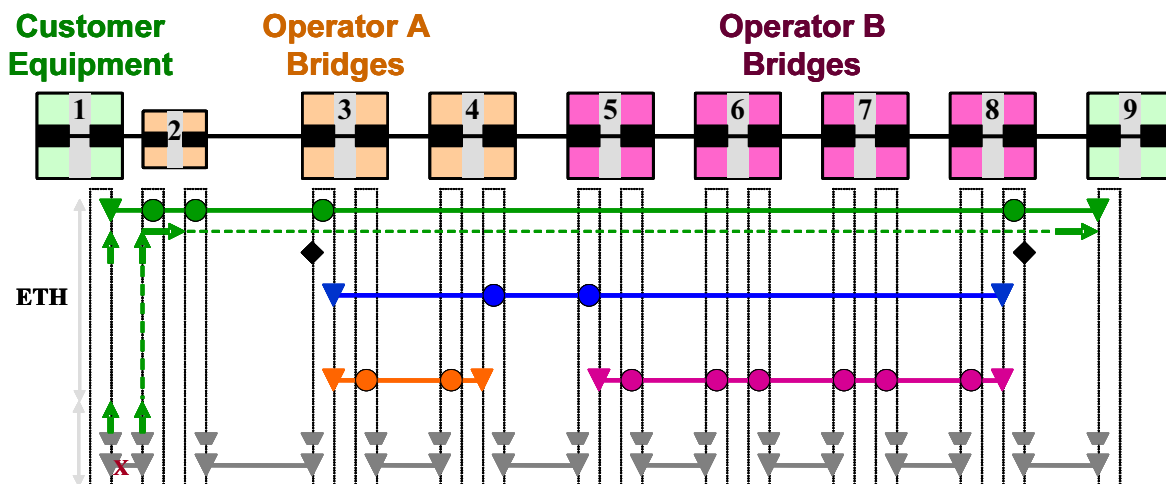 Customer
Equipment
Operator A
Bridges
Operator B
Bridges
1
2
3
4
5
6
7
8
9
ETH
X